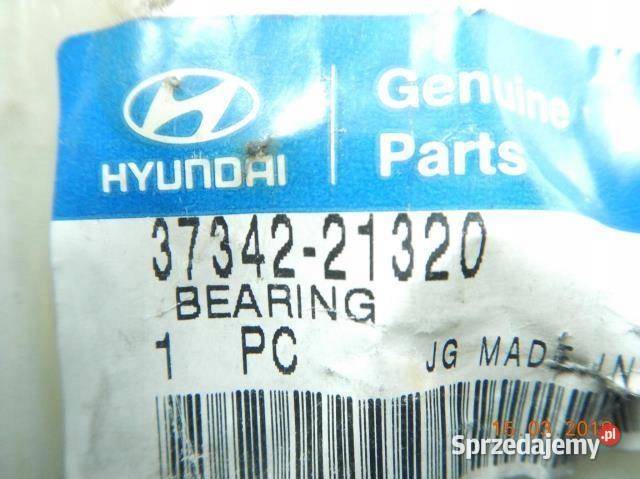 HYUNDAI
Genuine
Parts
37342-21320
BEARING
1 PC
JG MADE IN
Sprzedajemy.pl